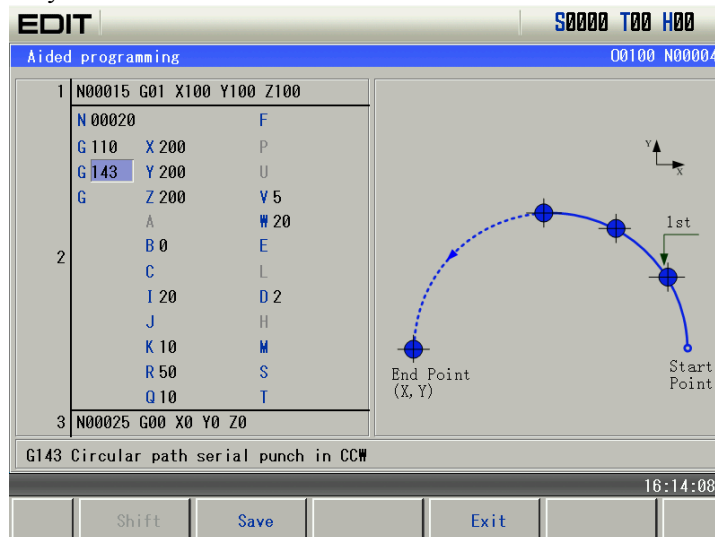 EDIT S0000 T00 H00
Aided programming O0100 N00004
1 N00015 G01 X100 Y100 Z100
N 00020 F
G 110 X 200 P
G 143 Y 200 U
G Z 200 V 5
A W 20
B 0 E
2
C L
I 20 D 2
J H
K 10 M
R 50 S
Q 10 T
3 N00025 G00 X0 Y0 Z0
Y
X
1st
Start
Point
End Point
(X, Y)
G143 Circular path serial punch in CCW
16:14:08
Shift Save Exit